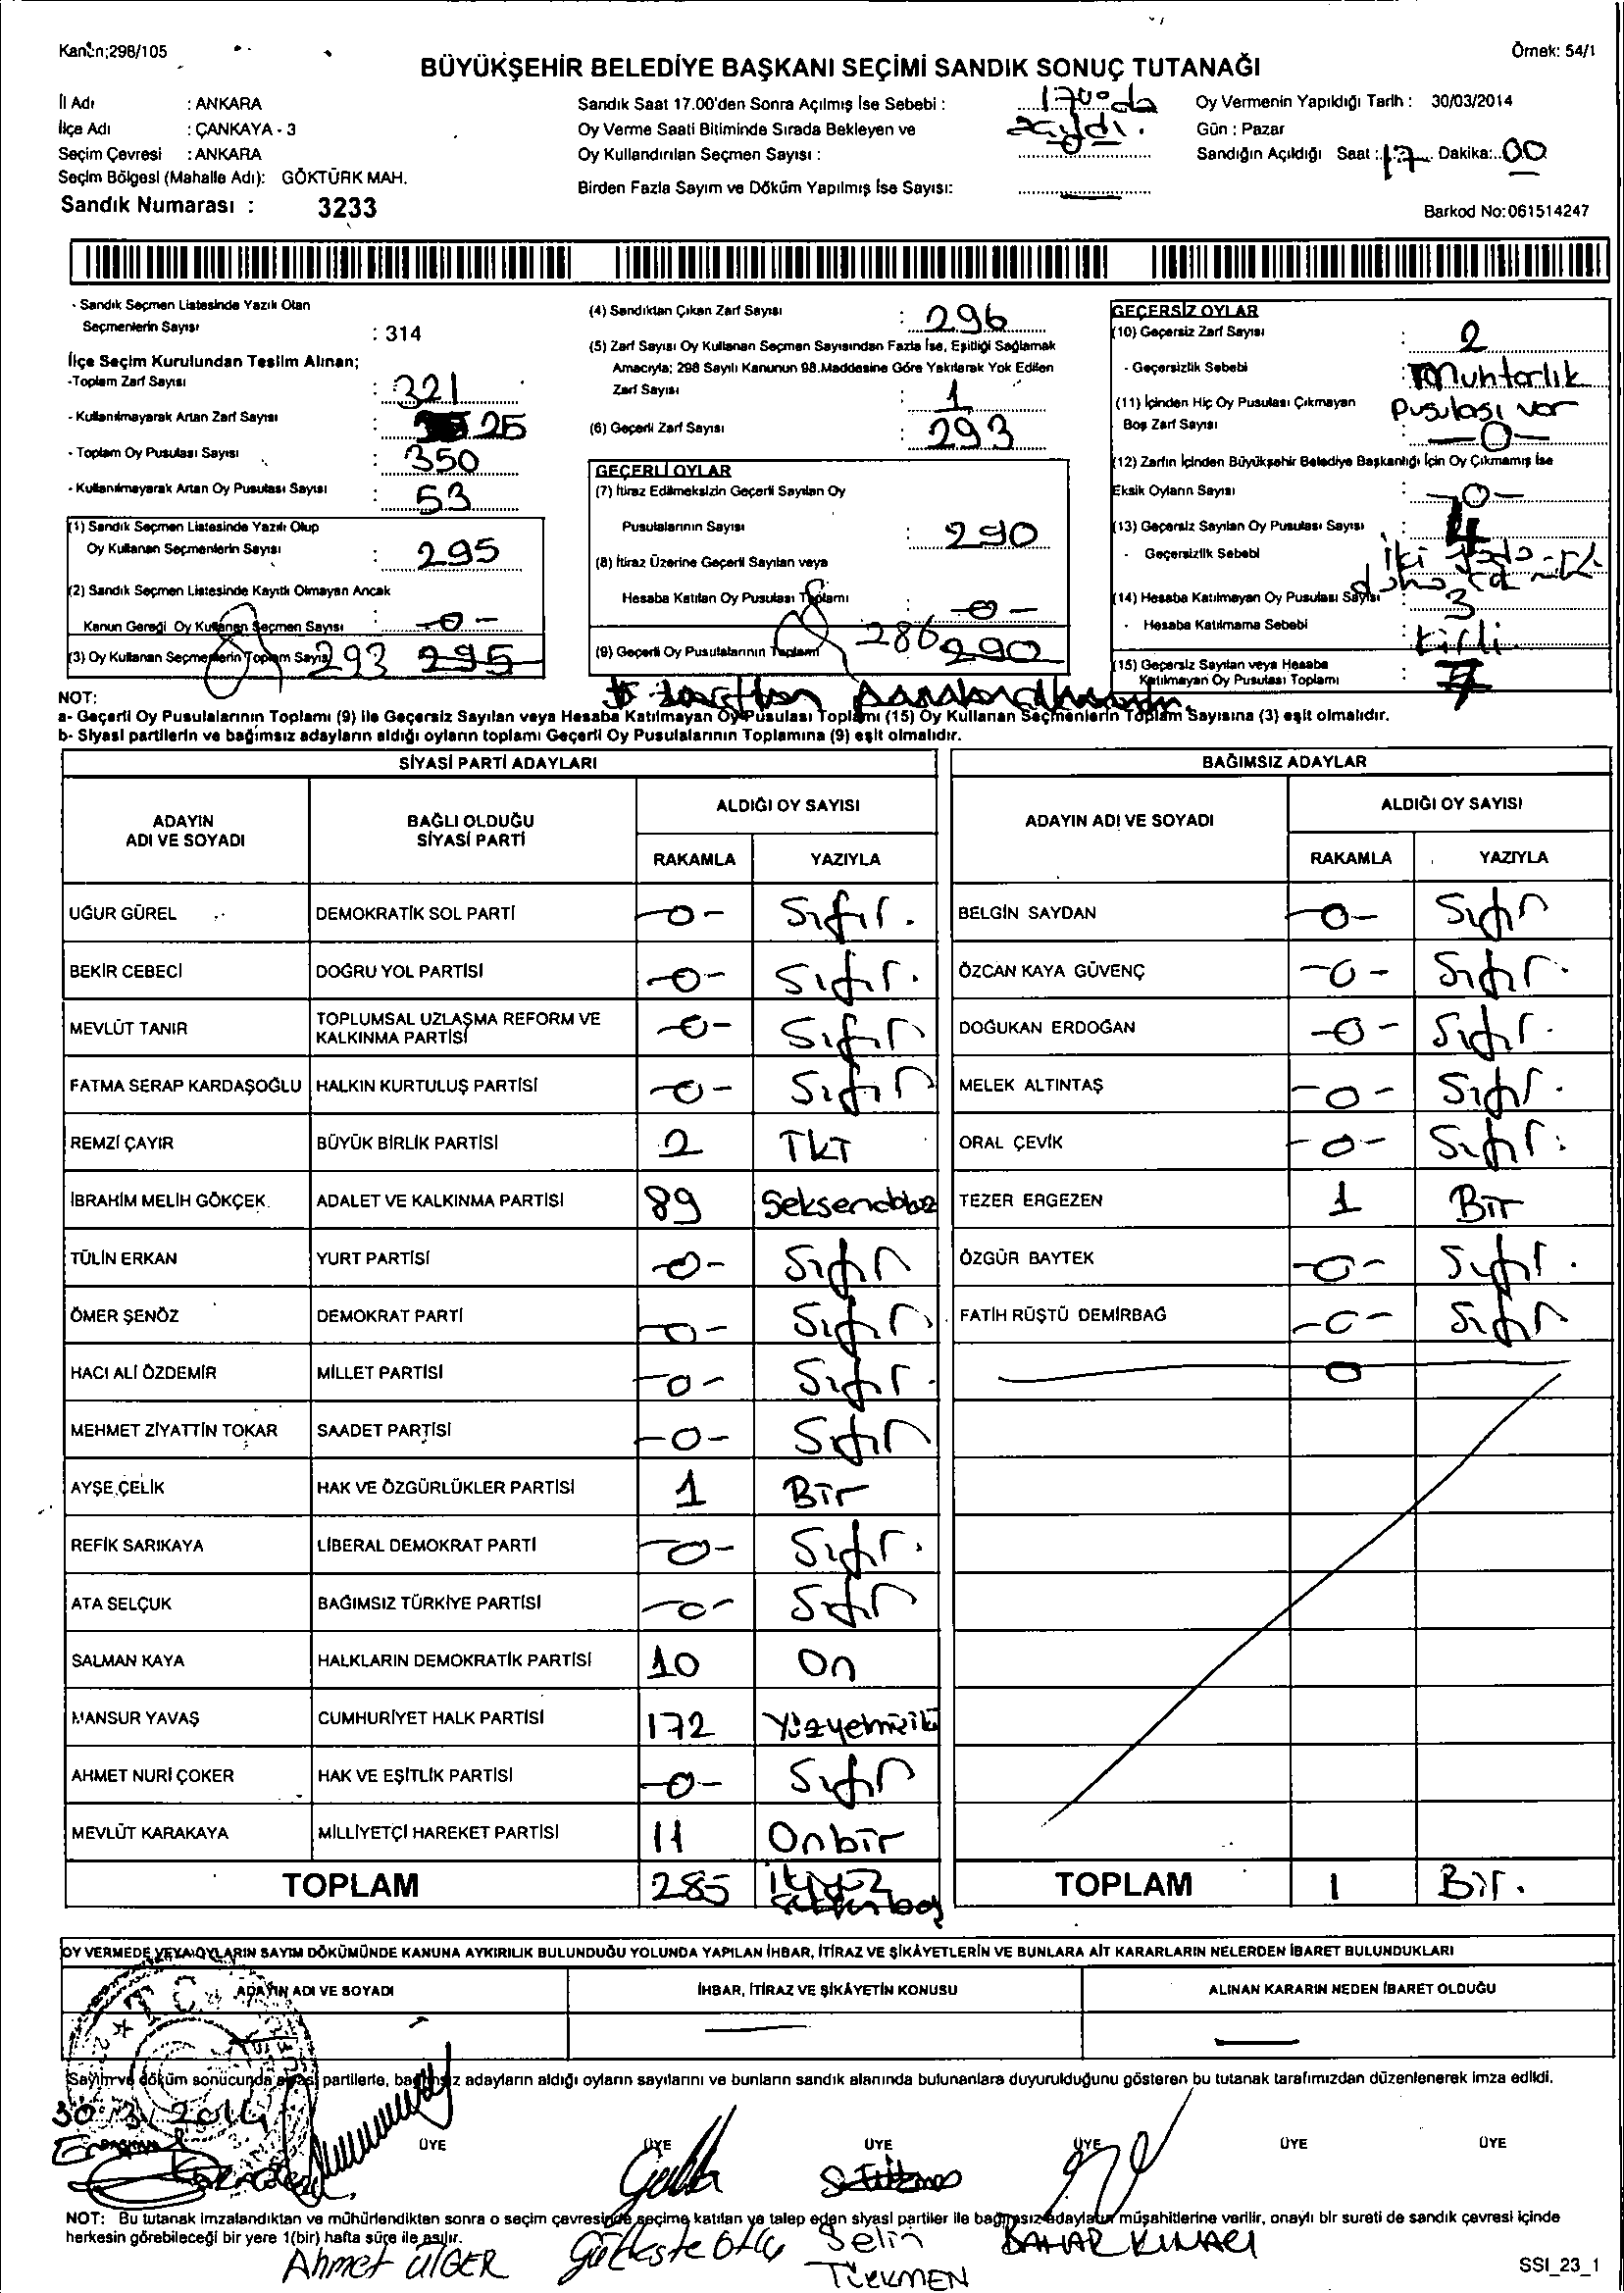 Kanun;298/105
Örnek: 54/1
BÜYÜKŞEHİR BELEDİYE BAŞKANI SEÇİMİ SANDIK SONUÇ TUTANAĞI
İl Adı : ANKARA
İlçe Adı : ÇANKAYA - 3
Seçim Çevresi : ANKARA
Seçim Bölgesi (Mahalle Adı): GÖKTÜRK MAH.
Sandık Numarası : 3233
Sandık Saat 17.00'den Sonra Açılmış İse Sebebi : 1700 da
Oy Verme Saati Bitiminde Sırada Bekleyen ve açıldı.
Oy Kullandırılan Seçmen Sayısı :
Birden Fazla Sayım ve Döküm Yapılmış İse Sayısı:
Oy Vermenin Yapıldığı Tarih : 30/03/2014
Gün : Pazar
Sandığın Açıldığı Saat : 17 Dakika: 00
Barkod No:061514247
- Sandık Seçmen Listesinde Yazılı Olan
Seçmenlerin Sayısı : 314
İlçe Seçim Kurulundan Teslim Alınan;
-Toplam Zarf Sayısı : 321
- Kullanılmayarak Artan Zarf Sayısı : 25
- Toplam Oy Pusulası Sayısı : 350
- Kullanılmayarak Artan Oy Pusulası Sayısı : 53
(1) Sandık Seçmen Listesinde Yazılı Olup
Oy Kullanan Seçmenlerin Sayısı : 295
(2) Sandık Seçmen Listesinde Kayıtlı Olmayan Ancak
Kanun Gereği Oy Kullanan Seçmen Sayısı : -0-
(3) Oy Kullanan Seçmenlerin Toplam Sayısı 293 295
(4) Sandıktan Çıkan Zarf Sayısı : 296
(5) Zarf Sayısı Oy Kullanan Seçmen Sayısından Fazla İse, Eşitliği Sağlamak
Amacıyla; 298 Sayılı Kanunun 98.Maddesine Göre Yakılarak Yok Edilen
Zarf Sayısı : 1
(6) Geçerli Zarf Sayısı : 293
GEÇERLİ OYLAR
(7) İtiraz Edilmeksizin Geçerli Sayılan Oy
Pusulalarının Sayısı : 290
(8) İtiraz Üzerine Geçerli Sayılan veya
Hesaba Katılan Oy Pusulası Toplamı : -0-
(9) Geçerli Oy Pusulalarının Toplamı 286 290
GEÇERSİZ OYLAR
(10) Geçersiz Zarf Sayısı : 2
- Geçersizlik Sebebi : Muhtarlık
(11) İçinden Hiç Oy Pusulası Çıkmayan pusulası var
Boş Zarf Sayısı : -0-
(12) Zarfın İçinden Büyükşehir Belediye Başkanlığı İçin Oy Çıkmamış İse
Eksik Oyların Sayısı : -0-
(13) Geçersiz Sayılan Oy Pusulası Sayısı : 4
- Geçersizlik Sebebi : iki
(14) Hesaba Katılmayan Oy Pusulası Sayısı : 3
- Hesaba Katılmama Sebebi : kirli
(15) Geçersiz Sayılan veya Hesaba
Katılmayan Oy Pusulası Toplamı : 7
NOT:
a- Geçerli Oy Pusulalarının Toplamı (9) ile Geçersiz Sayılan veya Hesaba Katılmayan Oy Pusulası Toplamı (15) Oy Kullanan Seçmenlerin Toplam Sayısına (3) eşit olmalıdır.
b- Siyasi partilerin ve bağımsız adayların aldığı oyların toplamı Geçerli Oy Pusulalarının Toplamına (9) eşit olmalıdır.
SİYASİ PARTİ ADAYLARI
ADAYIN ADI VE SOYADI
BAĞLI OLDUĞU SİYASİ PARTİ
ALDIĞI OY SAYISI
RAKAMLA YAZIYLA
UĞUR GÜREL DEMOKRATİK SOL PARTİ -0- Sıfır.
BEKİR CEBECİ DOĞRU YOL PARTİSİ -0- Sıfır.
MEVLÜT TANIR TOPLUMSAL UZLAŞMA REFORM VE KALKINMA PARTİSİ -0- Sıfır
FATMA SERAP KARDAŞOĞLU HALKIN KURTULUŞ PARTİSİ -0- Sıfır
REMZİ ÇAYIR BÜYÜK BİRLİK PARTİSİ 2 İki
İBRAHİM MELİH GÖKÇEK ADALET VE KALKINMA PARTİSİ 89 Seksendokuz
TÜLİN ERKAN YURT PARTİSİ -0- Sıfır
ÖMER ŞENÖZ DEMOKRAT PARTİ -0- Sıfır
HACI ALİ ÖZDEMİR MİLLET PARTİSİ -0- Sıfır.
MEHMET ZİYATTİN TOKAR SAADET PARTİSİ -0- Sıfır
AYŞE ÇELİK HAK VE ÖZGÜRLÜKLER PARTİSİ 1 Bir
REFİK SARIKAYA LİBERAL DEMOKRAT PARTİ -0- Sıfır.
ATA SELÇUK BAĞIMSIZ TÜRKİYE PARTİSİ -0- Sıfır
SALMAN KAYA HALKLARIN DEMOKRATİK PARTİSİ 10 On
MANSUR YAVAŞ CUMHURİYET HALK PARTİSİ 172 Yüzyetmişiki
AHMET NURİ ÇOKER HAK VE EŞİTLİK PARTİSİ -0- Sıfır
MEVLÜT KARAKAYA MİLLİYETÇİ HAREKET PARTİSİ 11 Onbir
TOPLAM 285 ikiyüz seksenbeş
BAĞIMSIZ ADAYLAR
ADAYIN ADI VE SOYADI
ALDIĞI OY SAYISI
RAKAMLA YAZIYLA
BELGİN SAYDAN -0- Sıfır
ÖZCAN KAYA GÜVENÇ -0- Sıfır.
DOĞUKAN ERDOĞAN -0- Sıfır.
MELEK ALTINTAŞ -0- Sıfır.
ORAL ÇEVİK -0- Sıfır.
TEZER ERGEZEN 1 Bir
ÖZGÜR BAYTEK -0- Sıfır.
FATİH RÜŞTÜ DEMİRBAĞ -0- Sıfır
0
TOPLAM 1 Bir.
OY VERMEDE VEYA OYLARIN SAYIM DÖKÜMÜNDE KANUNA AYKIRILIK BULUNDUĞU YOLUNDA YAPILAN İHBAR, İTİRAZ VE ŞİKÂYETLERİN VE BUNLARA AİT KARARLARIN NELERDEN İBARET BULUNDUKLARI
ADAYIN ADI VE SOYADI
İHBAR, İTİRAZ VE ŞİKÂYETİN KONUSU
ALINAN KARARIN NEDEN İBARET OLDUĞU
Sayım ve döküm sonucunda siyasi partilerle, bağımsız adayların aldığı oyların sayılarını ve bunların sandık alanında bulunanlara duyurulduğunu gösteren bu tutanak tarafımızdan düzenlenerek imza edildi.
30/3/2014
BAŞKAN ÜYE ÜYE ÜYE ÜYE ÜYE ÜYE
NOT: Bu tutanak imzalandıktan ve mühürlendikten sonra o seçim çevresinde seçime katılan ve talep eden siyasi partiler ile bağımsız adayların müşahitlerine verilir, onaylı bir sureti de sandık çevresi içinde
herkesin görebileceği bir yere 1(bir) hafta süre ile asılır.
Ahmet ÜLGER
Selin TÜRKMEN
BAHAR KINACI
SSI_23_1